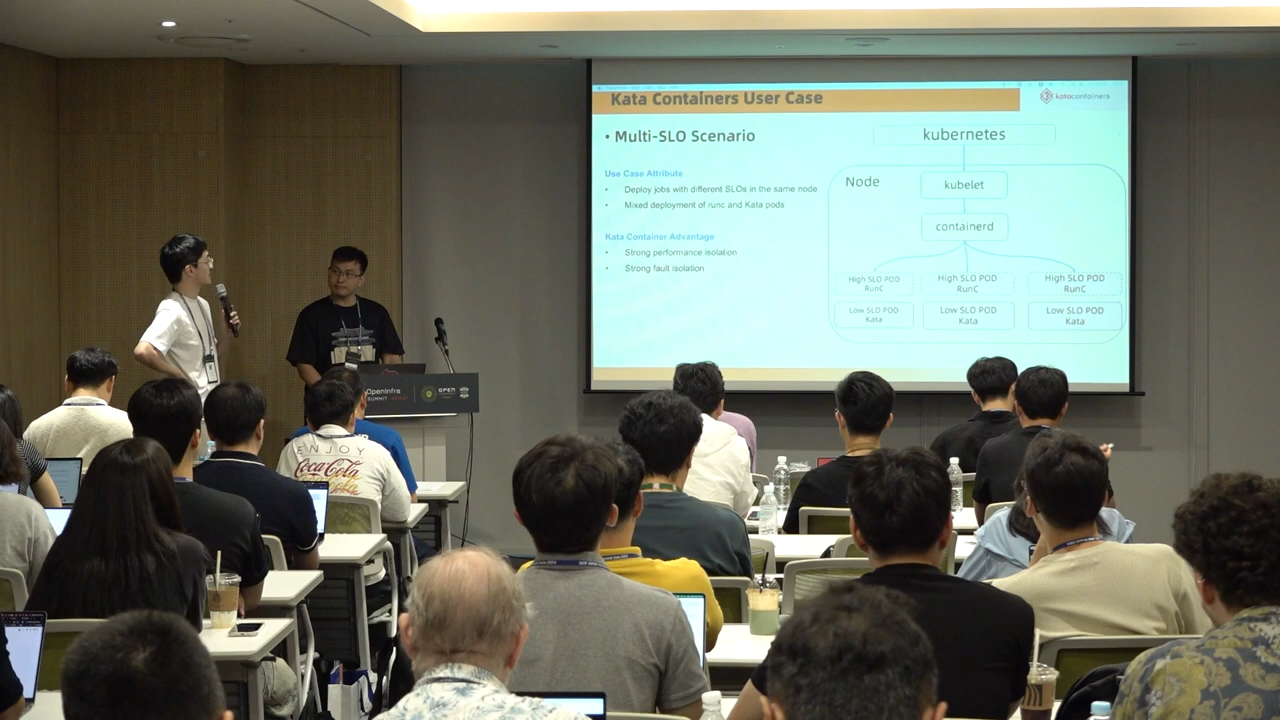 Kata Containers User Case
katacontainers
• Multi-SLO Scenario
Use Case Attribute
• Deploy jobs with different SLOs in the same node
• Mixed deployment of runc and Kata pods
Kata Container Advantage
• Strong performance isolation
• Strong fault isolation
kubernetes
Node
kubelet
containerd
High SLO POD
RunC
High SLO POD
RunC
High SLO POD
RunC
Low SLO POD
Kata
Low SLO POD
Kata
Low SLO POD
Kata
OpenInfra
SUMMIT
OPEN
ENJOY
Coca-Cola